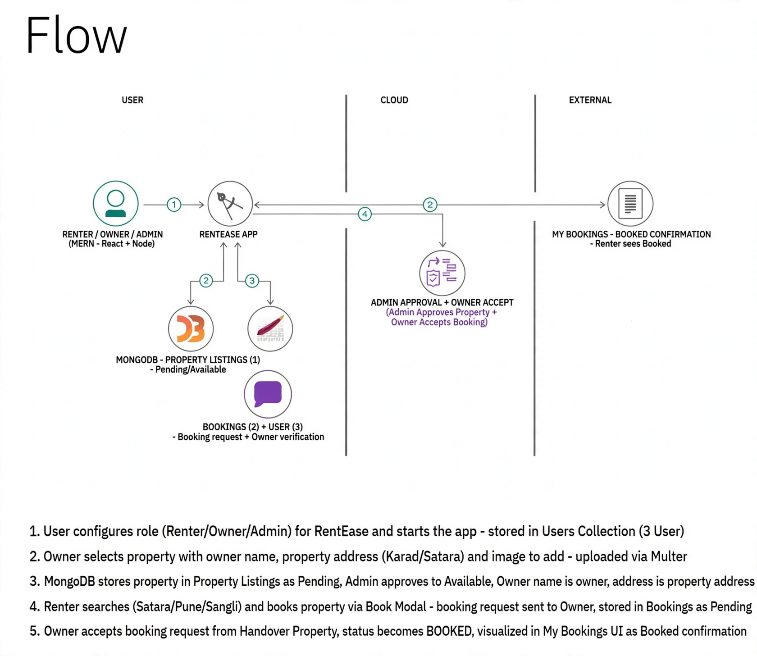 Flow
USER
CLOUD
EXTERNAL
1
2
4
RENTER / OWNER / ADMIN
(MERN - React + Node)
RENTEASE APP
MY BOOKINGS - BOOKED CONFIRMATION
- Renter sees Booked
2
3
ADMIN APPROVAL + OWNER ACCEPT
(Admin Approves Property +
Owner Accepts Booking)
MONGODB - PROPERTY LISTINGS (1)
- Pending/Available
BOOKINGS (2) + USER (3)
- Booking request + Owner verification
1. User configures role (Renter/Owner/Admin) for RentEase and starts the app - stored in Users Collection (3 User)
2. Owner selects property with owner name, property address (Karad/Satara) and image to add - uploaded via Multer
3. MongoDB stores property in Property Listings as Pending, Admin approves to Available, Owner name is owner, address is property address
4. Renter searches (Satara/Pune/Sangli) and books property via Book Modal - booking request sent to Owner, stored in Bookings as Pending
5. Owner accepts booking request from Handover Property, status becomes BOOKED, visualized in My Bookings UI as Booked confirmation